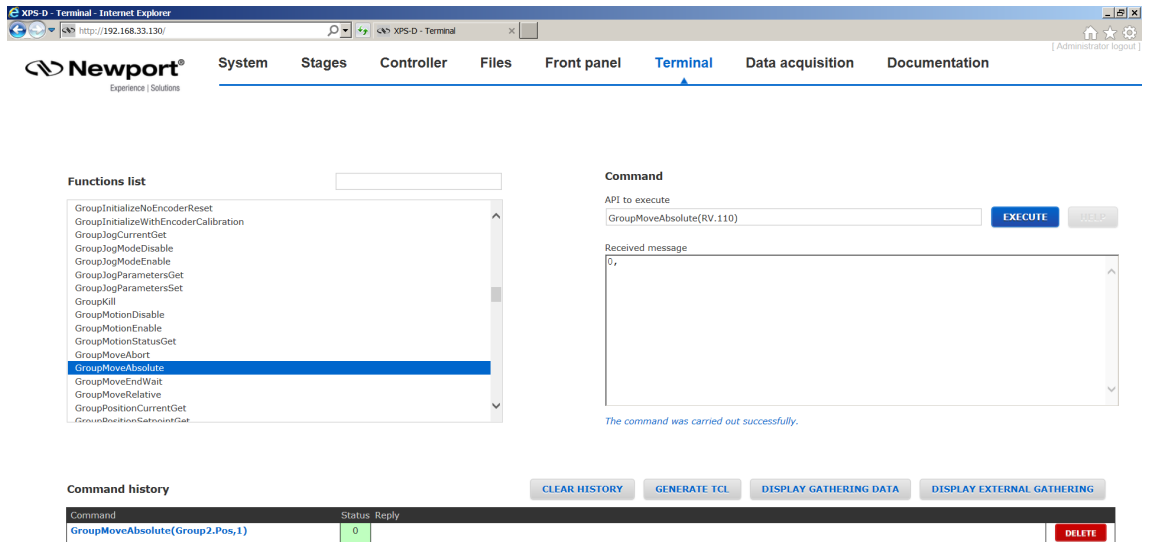 XPS-D - Terminal - Internet Explorer
http://192.168.33.130/
XPS-D - Terminal
[ Administrator logout ]
Newport®
Experience | Solutions
System Stages Controller Files Front panel Terminal Data acquisition Documentation
Functions list
GroupInitializeNoEncoderReset
GroupInitializeWithEncoderCalibration
GroupJogCurrentGet
GroupJogModeDisable
GroupJogModeEnable
GroupJogParametersGet
GroupJogParametersSet
GroupKill
GroupMotionDisable
GroupMotionEnable
GroupMotionStatusGet
GroupMoveAbort
GroupMoveAbsolute
GroupMoveEndWait
GroupMoveRelative
GroupPositionCurrentGet
GroupPositionSetpointGet
Command
API to execute
GroupMoveAbsolute(RV.110) EXECUTE HELP
Received message
0,
The command was carried out successfully.
Command history CLEAR HISTORY GENERATE TCL DISPLAY GATHERING DATA DISPLAY EXTERNAL GATHERING
Command Status Reply
GroupMoveAbsolute(Group2.Pos,1) 0 DELETE